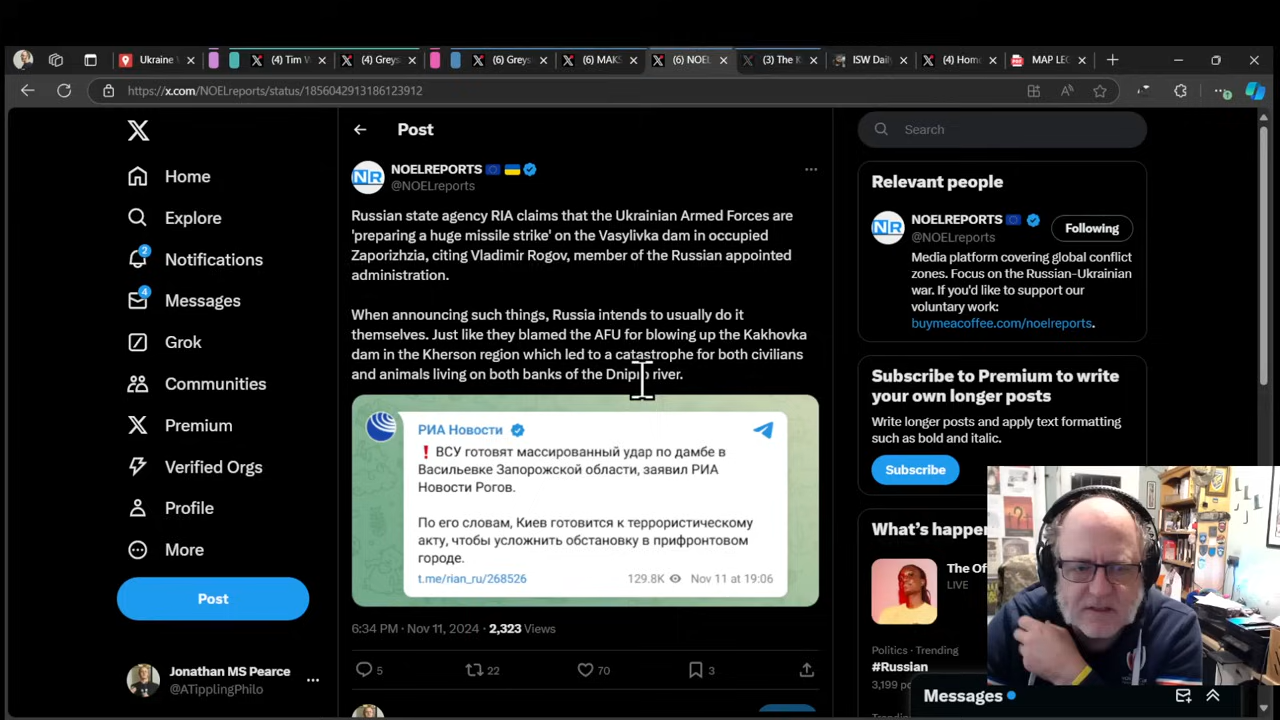 Ukraine
(4) Tim W
(4) Greys
(6) Greys
(6) MAKS
(6) NOEL
(3) The K
ISW Daily
(4) Home
MAP LEG
https://x.com/NOELreports/status/1856042913186123912
Home
Explore
2
Notifications
4
Messages
Grok
Communities
Premium
Verified Orgs
Profile
More
Post
Jonathan MS Pearce
@ATipplingPhilo
Post
NR
NOELREPORTS
@NOELreports
Russian state agency RIA claims that the Ukrainian Armed Forces are
'preparing a huge missile strike' on the Vasylivka dam in occupied
Zaporizhzia, citing Vladimir Rogov, member of the Russian appointed
administration.
When announcing such things, Russia intends to usually do it
themselves. Just like they blamed the AFU for blowing up the Kakhovka
dam in the Kherson region which led to a catastrophe for both civilians
and animals living on both banks of the Dnipro river.
РИА Новости
❗ ВСУ готовят массированный удар по дамбе в
Васильевке Запорожской области, заявил РИА
Новости Рогов.
По его словам, Киев готовится к террористическому
акту, чтобы усложнить обстановку в прифронтовом
городе.
t.me/rian_ru/268526 129.8K Nov 11 at 19:06
6:34 PM · Nov 11, 2024 · 2,323 Views
5 22 70 3
Search
Relevant people
NR
NOELREPORTS
@NOELreports
Following
Media platform covering global conflict
zones. Focus on the Russian-Ukrainian
war. If you'd like to support our
voluntary work:
buymeacoffee.com/noelreports.
Subscribe to Premium to write
your own longer posts
Write longer posts and apply text formatting
such as bold and italic.
Subscribe
What's happen
The Of
LIVE
Politics · Trending
#Russian
3,199 po
Messages